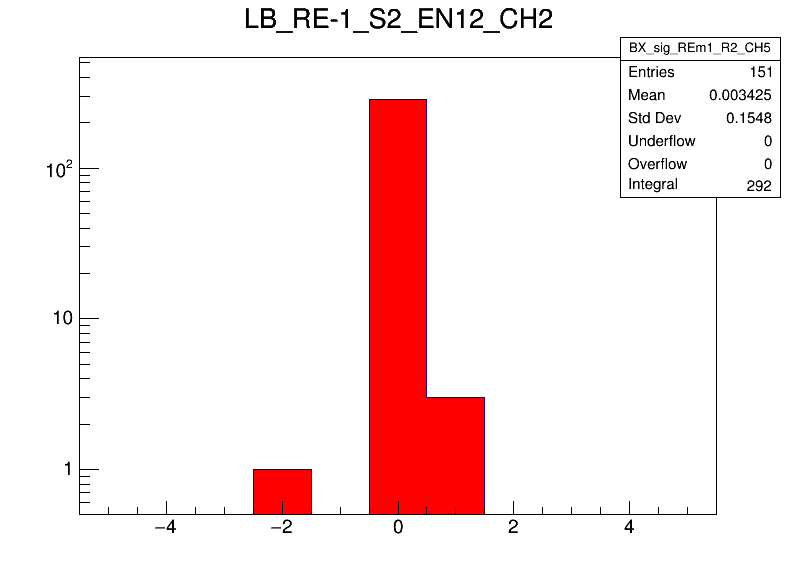 LB_RE-1_S2_EN12_CH2
BX_sig_REm1_R2_CH5
Entries 151
Mean 0.003425
Std Dev 0.1548
Underflow 0
Overflow 0
Integral 292
10²
10
1
−4 −2 0 2 4